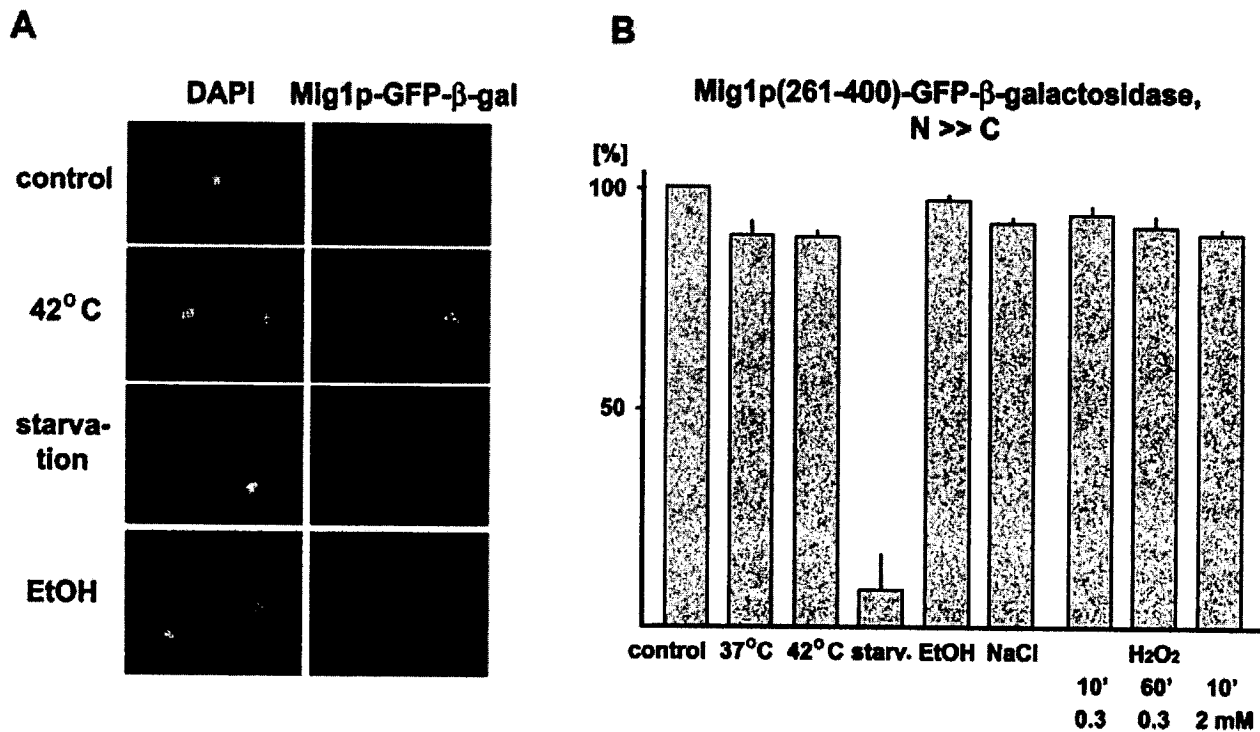 A
DAPI Mig1p-GFP-β-gal
control
42°C
starva-
tion
EtOH
B
Mig1p(261-400)-GFP-β-galactosidase,
N >> C
[%]
100
50
control 37°C 42°C starv. EtOH NaCl H₂O₂
10' 60' 10'
0.3 0.3 2 mM